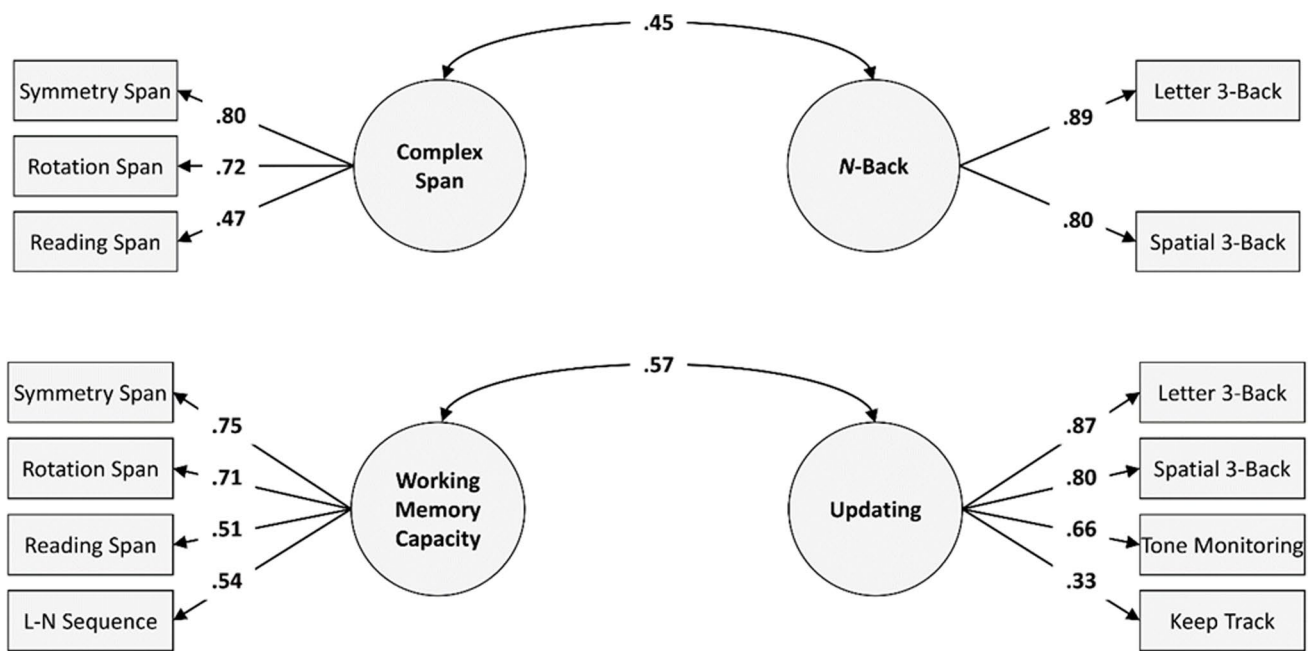 .45
Symmetry Span
.80
Rotation Span
.72
Reading Span
.47
Complex
Span
N-Back
.89
Letter 3-Back
.80
Spatial 3-Back
.57
Symmetry Span
.75
Rotation Span
.71
Reading Span
.51
L-N Sequence
.54
Working
Memory
Capacity
Updating
.87
Letter 3-Back
.80
Spatial 3-Back
.66
Tone Monitoring
.33
Keep Track